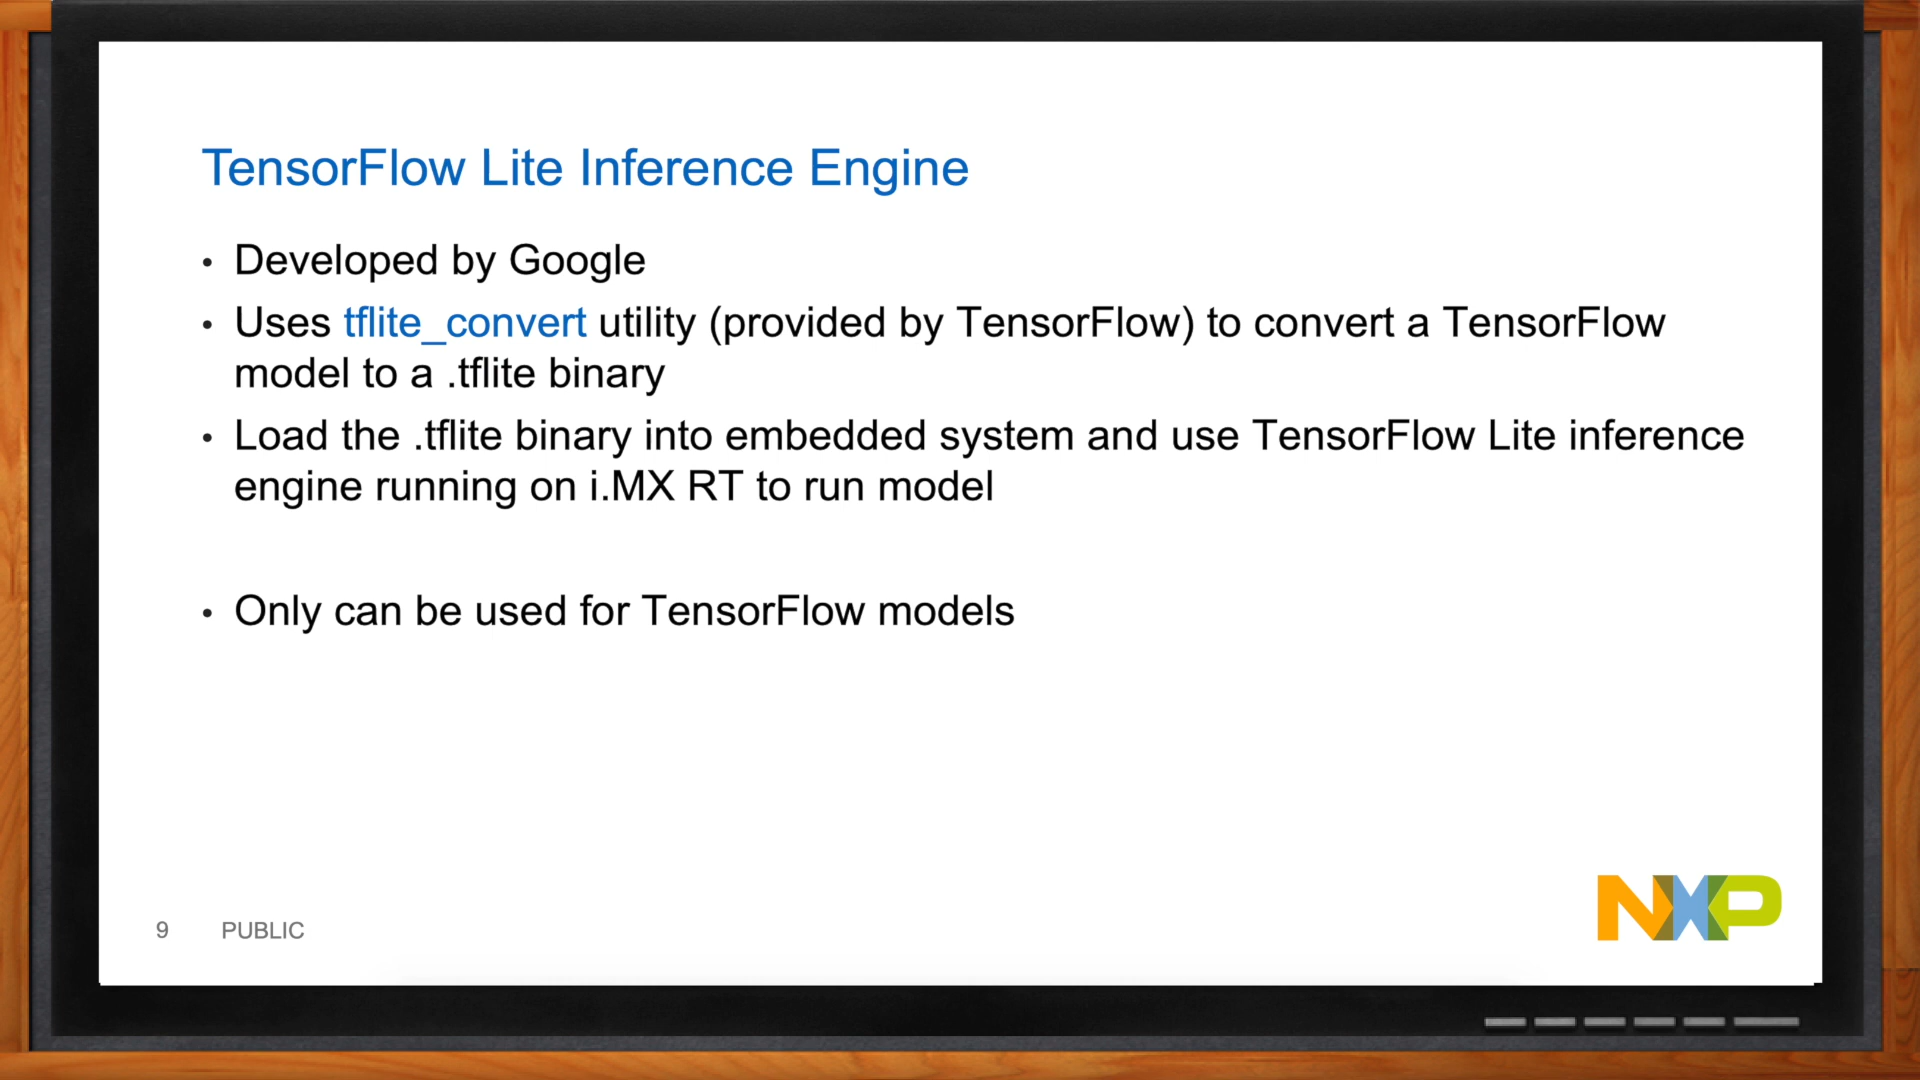 TensorFlow Lite Inference Engine
• Developed by Google
• Uses tflite_convert utility (provided by TensorFlow) to convert a TensorFlow
model to a .tflite binary
• Load the .tflite binary into embedded system and use TensorFlow Lite inference
engine running on i.MX RT to run model
• Only can be used for TensorFlow models
9 PUBLIC
NXP